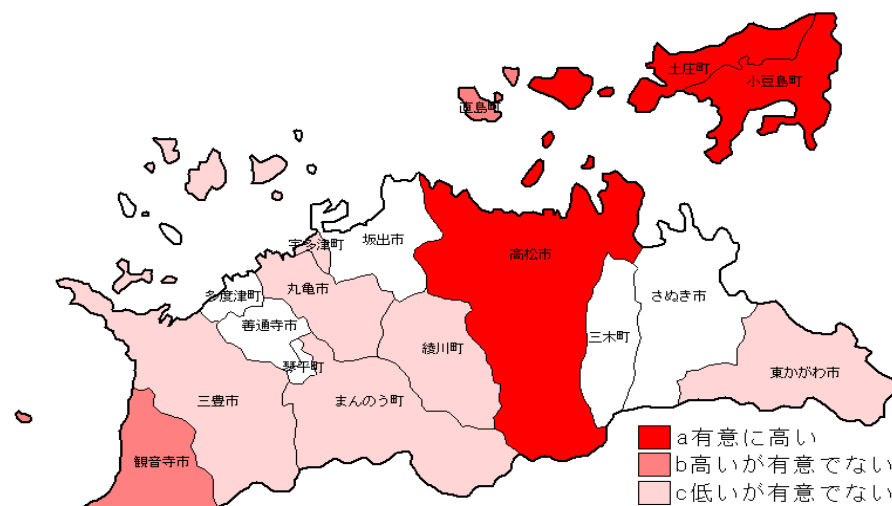 土庄町
小豆島町
直島町
宇多津町
坂出市
高松市
多度津町
丸亀市
さぬき市
善通寺市
三木町
綾川町
琴平町
東かがわ市
三豊市
まんのう町
観音寺市
a有意に高い
b高いが有意でない
c低いが有意でない